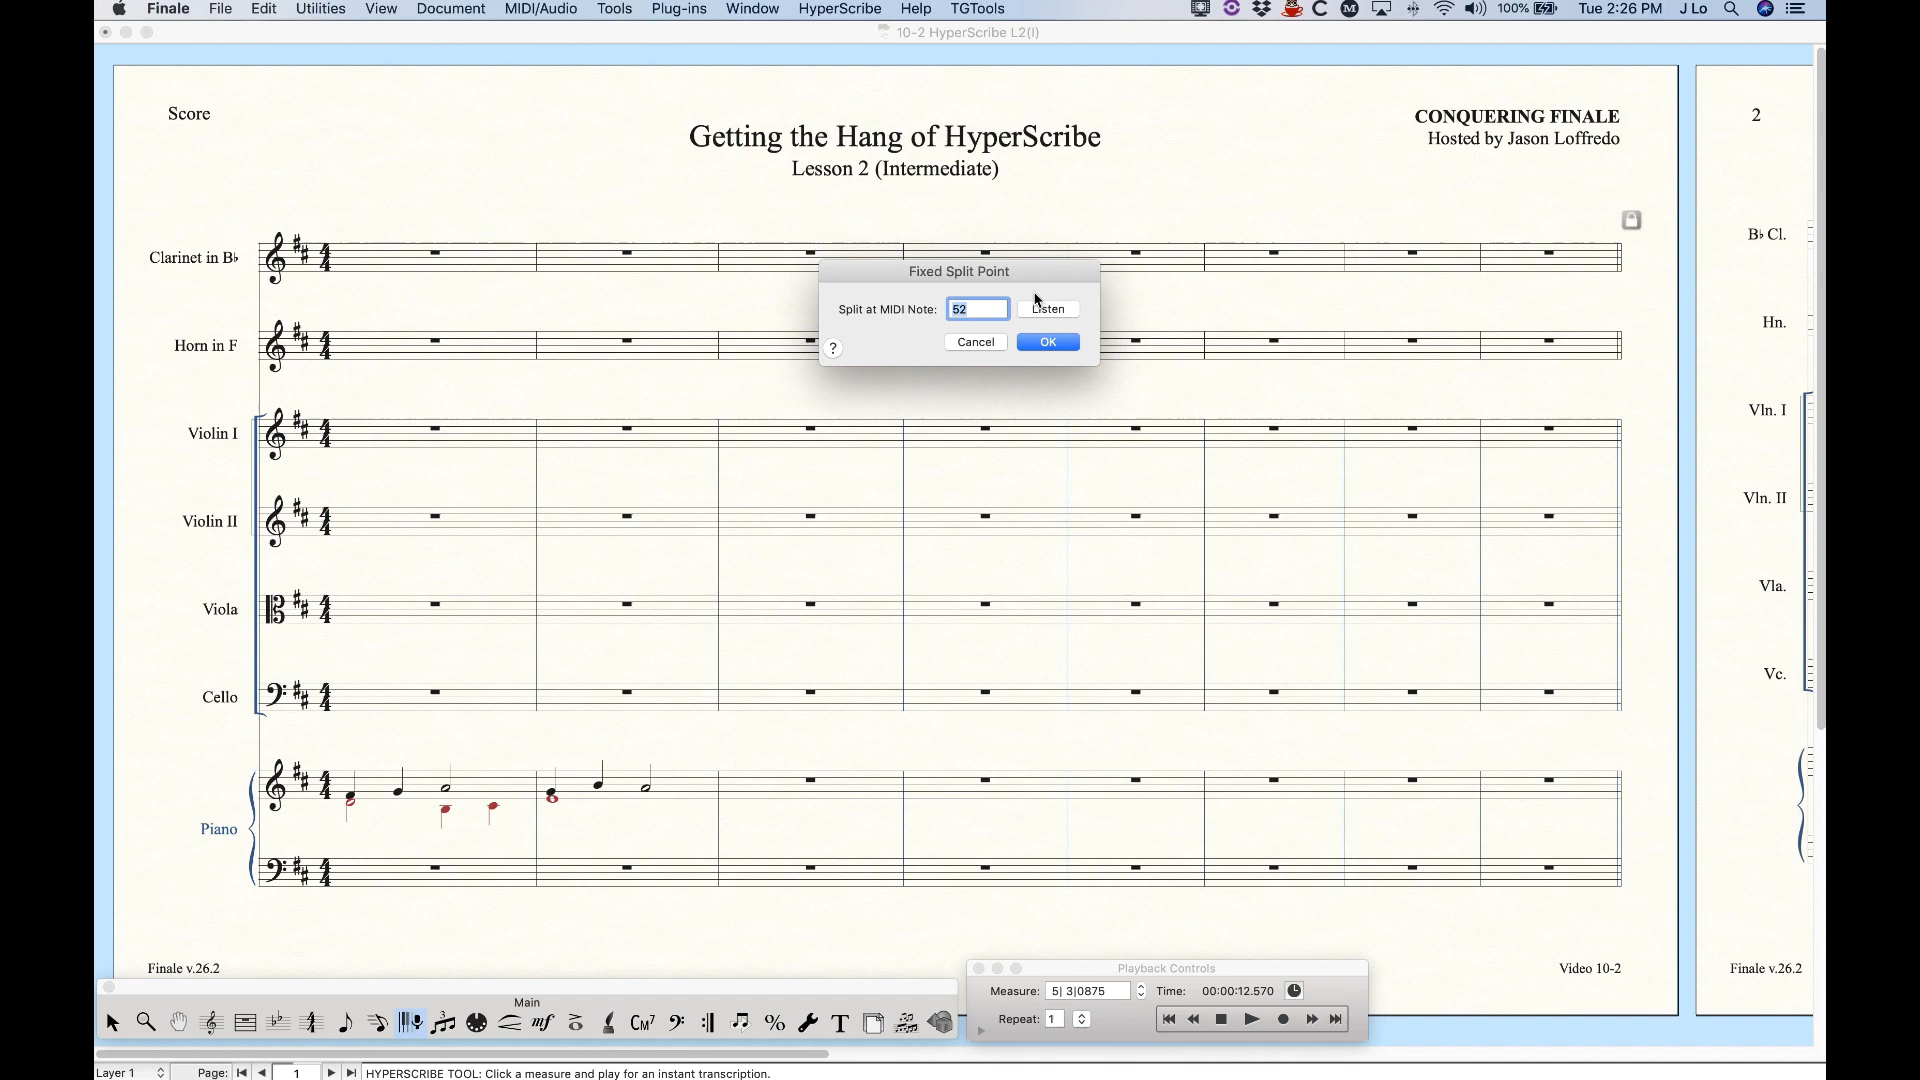 Finale File Edit Utilities View Document MIDI/Audio Tools Plug-ins Window HyperScribe Help TGTools 100% Tue 2:26 PM J Lo
10-2 HyperScribe L2(I)
Score
Getting the Hang of HyperScribe
Lesson 2 (Intermediate)
CONQUERING FINALE
Hosted by Jason Loffredo
2
Clarinet in B♭
B♭ Cl.
Fixed Split Point
Split at MIDI Note: 52 Listen
? Cancel OK
Horn in F
Hn.
Violin I
Vln. I
Violin II
Vln. II
Viola
Vla.
Cello
Vc.
Piano
Finale v.26.2
Video 10-2
Finale v.26.2
Main
CM7 mf % T
Playback Controls
Measure: 5| 3|0875 Time: 00:00:12.570
Repeat: 1
Layer 1 Page: 1 HYPERSCRIBE TOOL: Click a measure and play for an instant transcription.